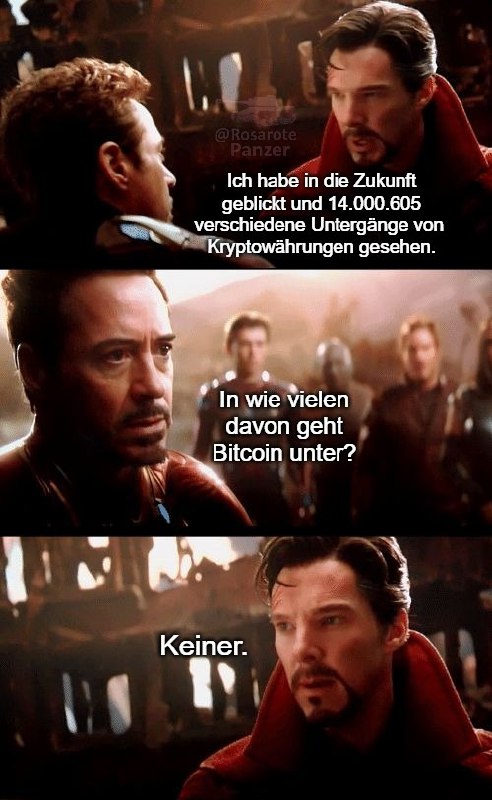 @Rosarote
Panzer
Ich habe in die Zukunft
geblickt und 14.000.605
verschiedene Untergänge von
Kryptowährungen gesehen.
In wie vielen
davon geht
Bitcoin unter?
Keiner.